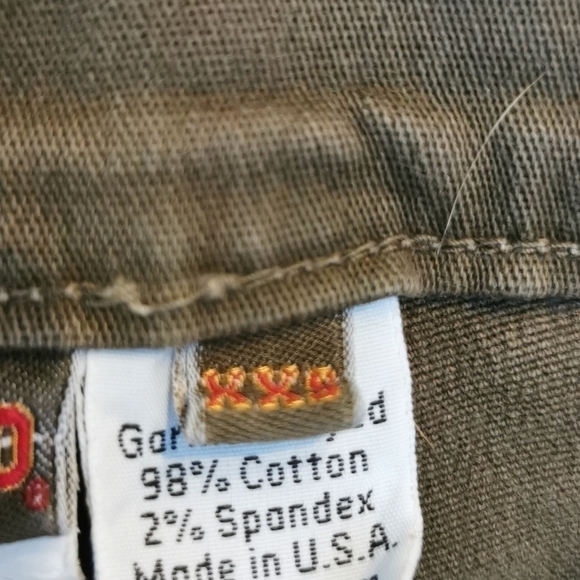 XXS
98% Cotton
2% Spandex
Made in U.S.A.